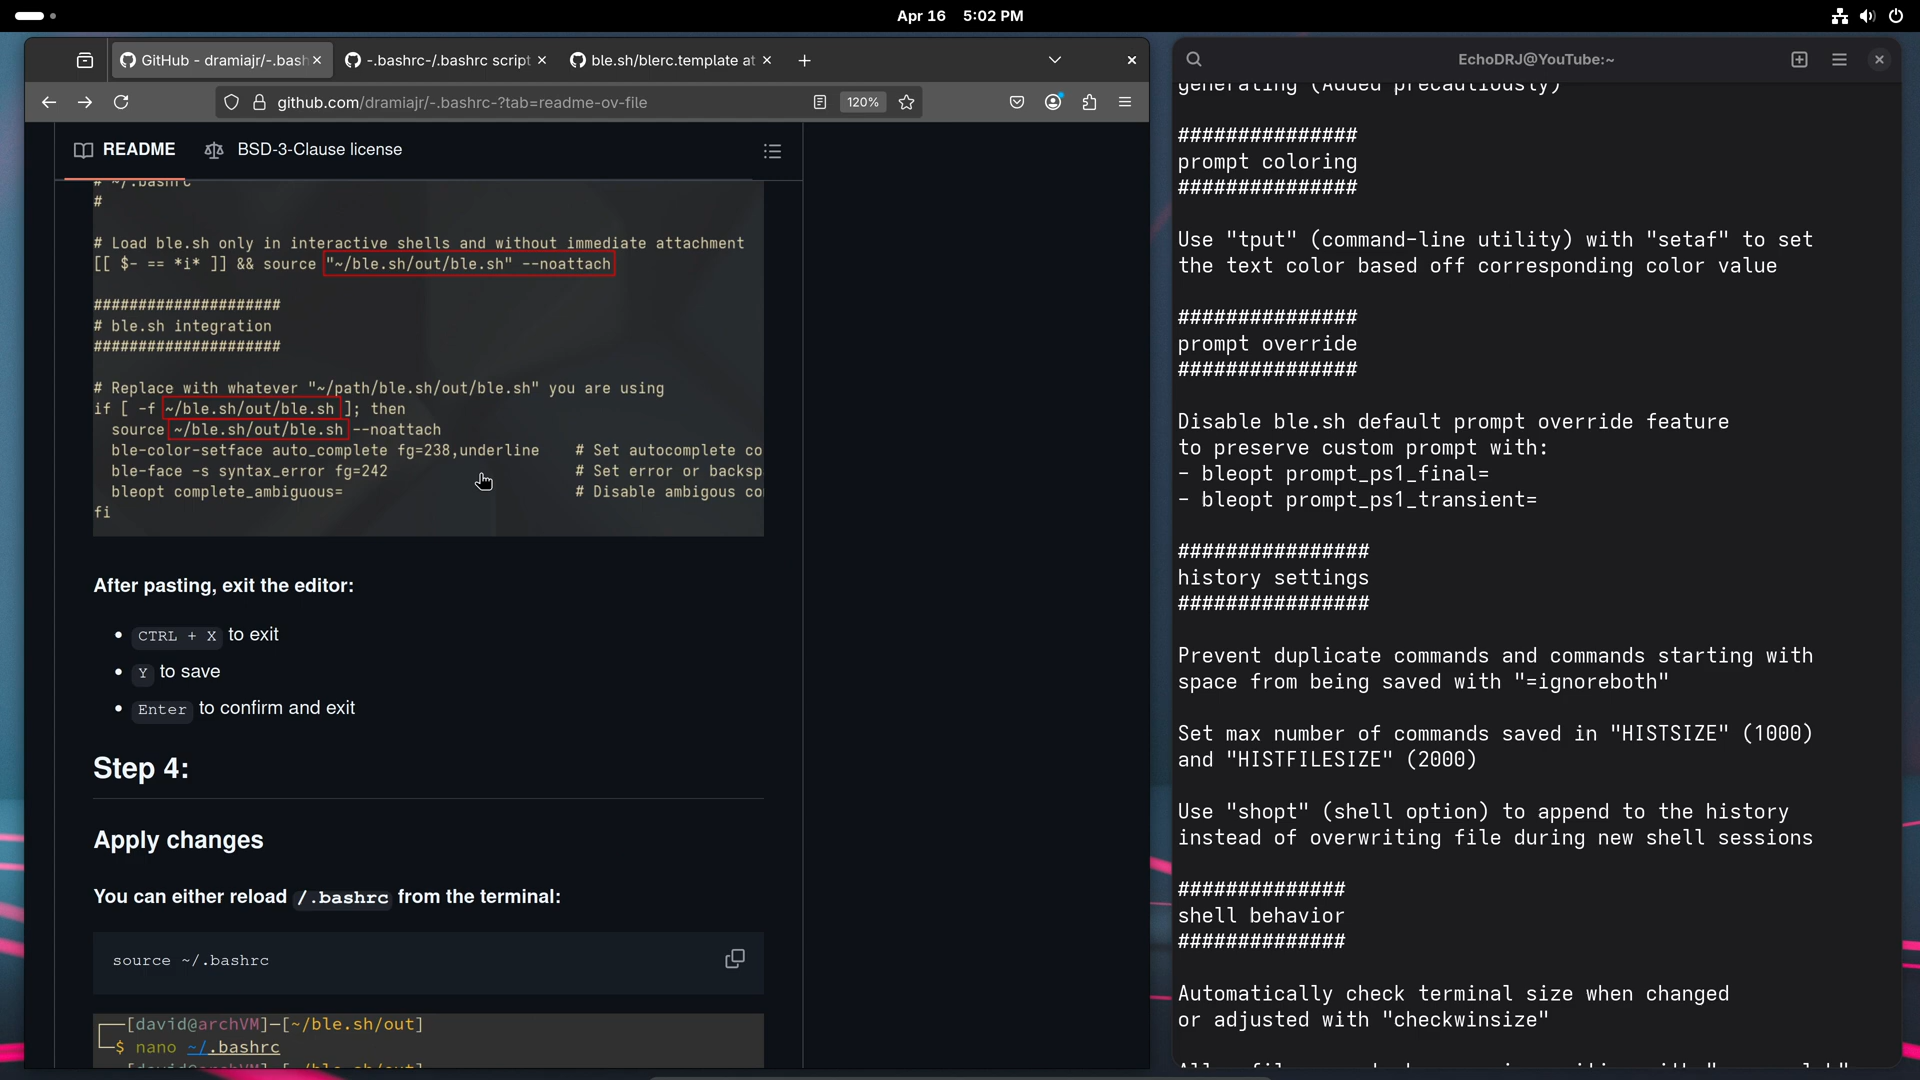 Apr 16 5:02 PM
GitHub - dramiajr/-.bash
-.bashrc-/.bashrc script
ble.sh/blerc.template at
github.com/dramiajr/-.bashrc-?tab=readme-ov-file
120%
README
BSD-3-Clause license
# ~/.bashrc
#
# Load ble.sh only in interactive shells and without immediate attachment
[[ $- == *i* ]] && source "~/ble.sh/out/ble.sh" --noattach
#####################
# ble.sh integration
#####################
# Replace with whatever "~/path/ble.sh/out/ble.sh" you are using
if [ -f ~/ble.sh/out/ble.sh ]; then
source ~/ble.sh/out/ble.sh --noattach
ble-color-setface auto_complete fg=238,underline # Set autocomplete co
ble-face -s syntax_error fg=242 # Set error or backsp
bleopt complete_ambiguous= # Disable ambigous co
fi
After pasting, exit the editor:
CTRL + X to exit
Y to save
Enter to confirm and exit
Step 4:
Apply changes
You can either reload /.bashrc from the terminal:
source ~/.bashrc
[david@archVM]─[~/ble.sh/out]
$ nano ~/.bashrc
EchoDRJ@YouTube:~
generating (Added precautiously)
###############
prompt coloring
###############
Use "tput" (command-line utility) with "setaf" to set
the text color based off corresponding color value
###############
prompt override
###############
Disable ble.sh default prompt override feature
to preserve custom prompt with:
- bleopt prompt_ps1_final=
- bleopt prompt_ps1_transient=
################
history settings
################
Prevent duplicate commands and commands starting with
space from being saved with "=ignoreboth"
Set max number of commands saved in "HISTSIZE" (1000)
and "HISTFILESIZE" (2000)
Use "shopt" (shell option) to append to the history
instead of overwriting file during new shell sessions
##############
shell behavior
##############
Automatically check terminal size when changed
or adjusted with "checkwinsize"